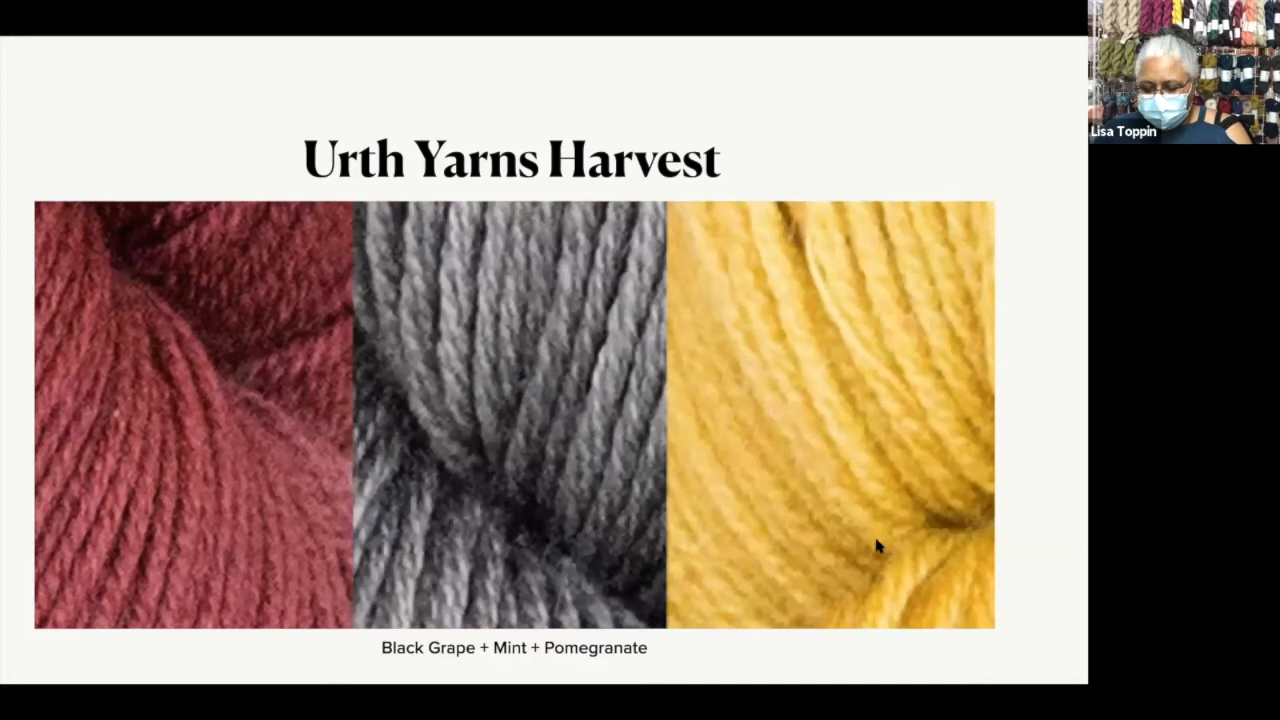 Urth Yarns Harvest
Black Grape + Mint + Pomegranate
Lisa Toppin